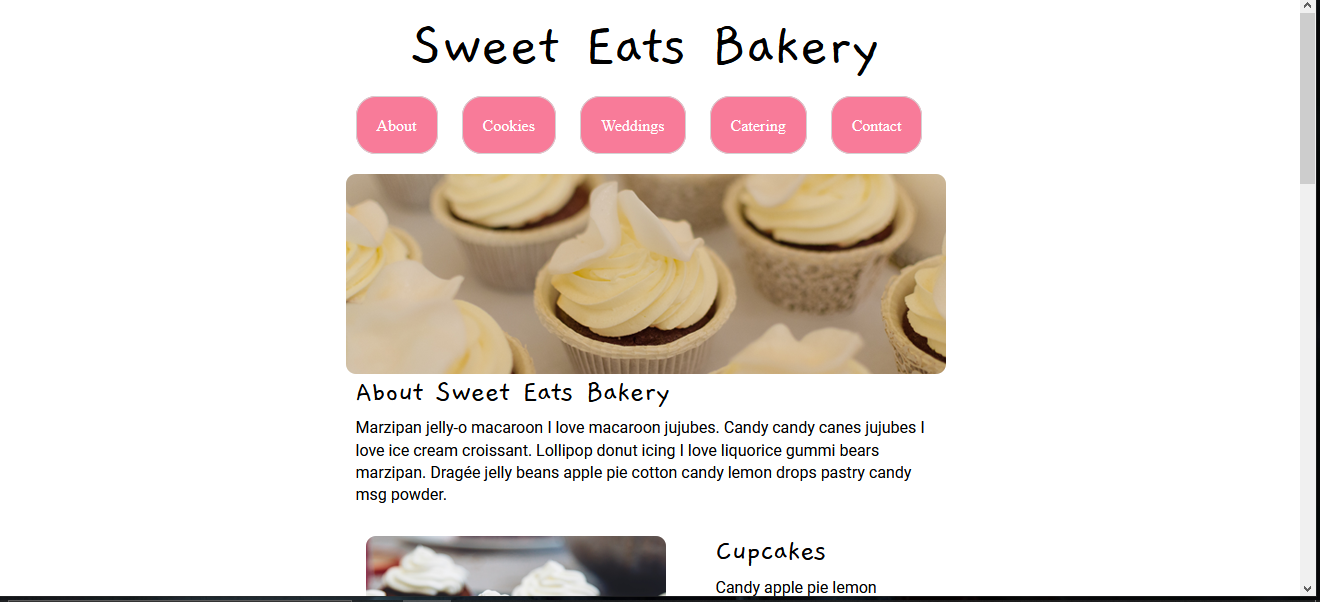 Sweet Eats Bakery
About Cookies Weddings Catering Contact
About Sweet Eats Bakery
Marzipan jelly-o macaroon I love macaroon jujubes. Candy candy canes jujubes I
love ice cream croissant. Lollipop donut icing I love liquorice gummi bears
marzipan. Dragée jelly beans apple pie cotton candy lemon drops pastry candy
msg powder.
Cupcakes
Candy apple pie lemon